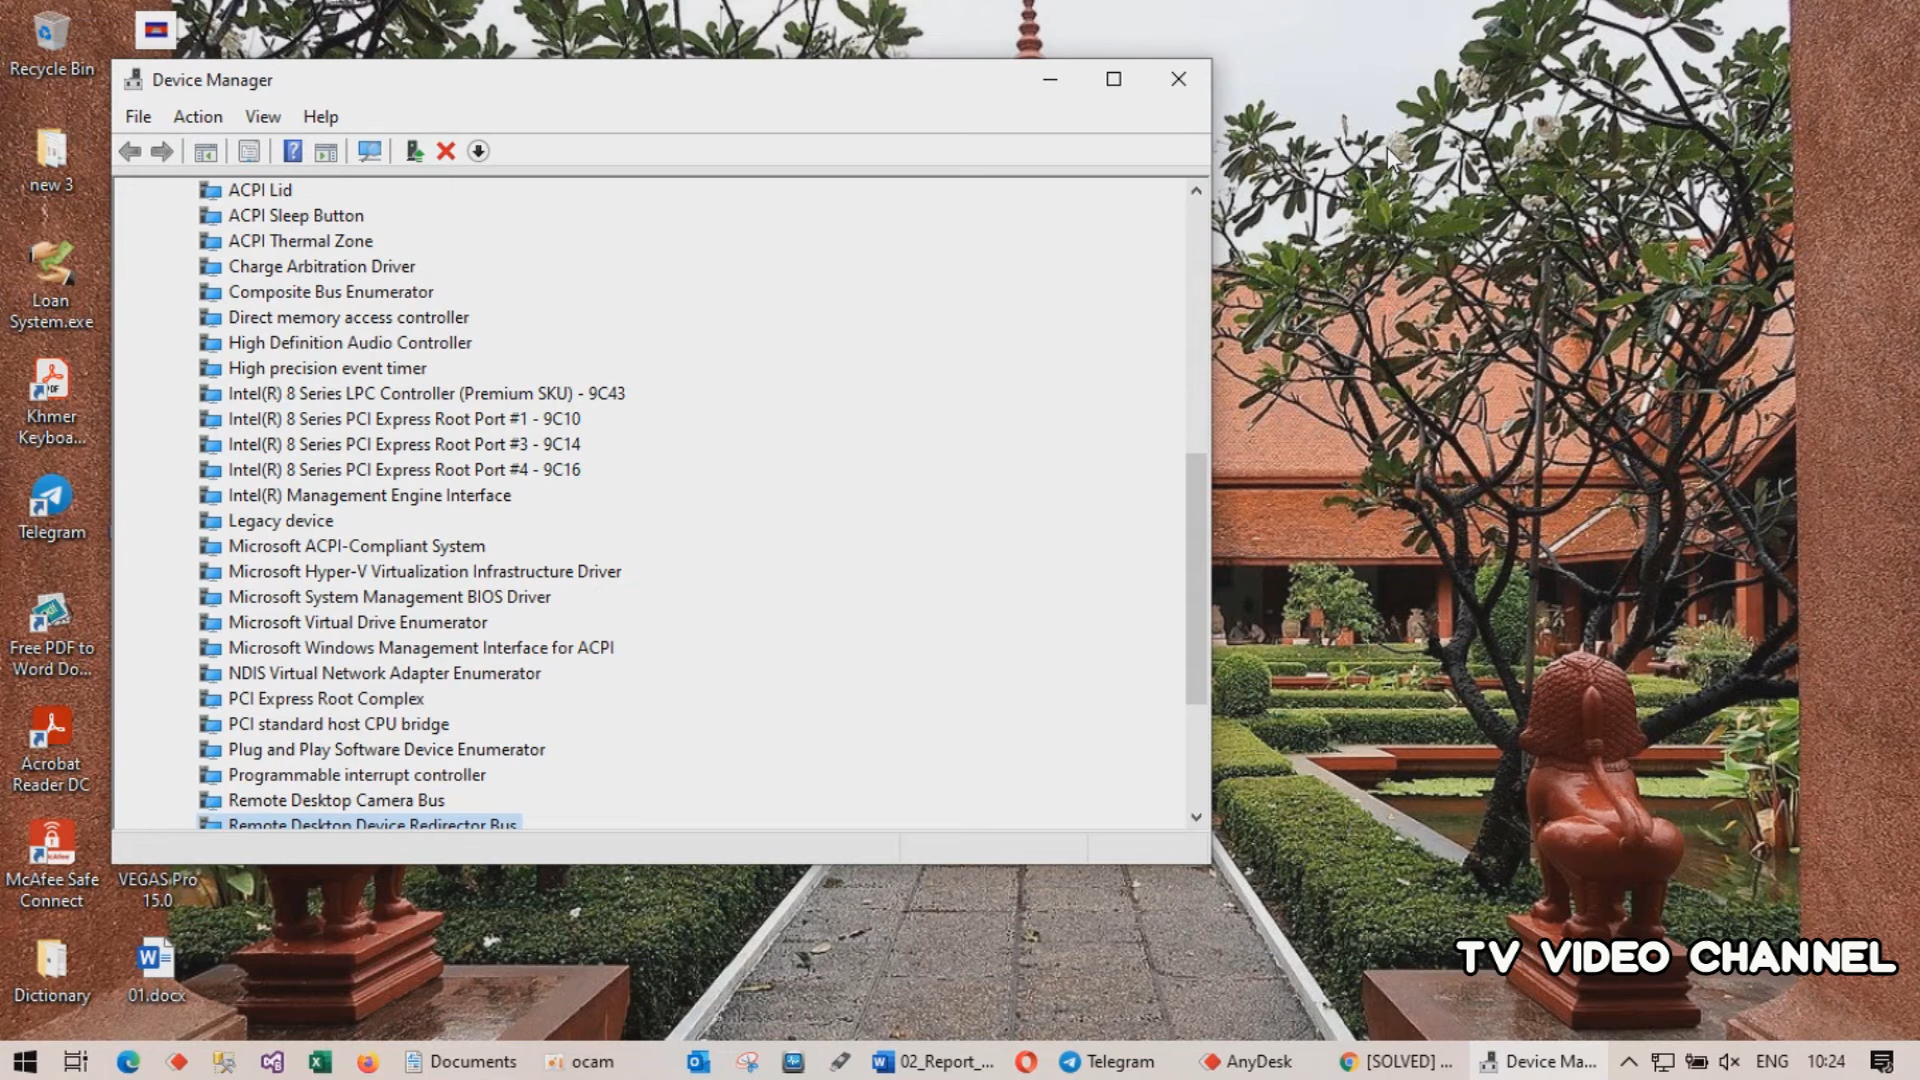 Recycle Bin
new 3
Loan
System.exe
Khmer
Keyboa...
Telegram
Free PDF to
Word Do...
Acrobat
Reader DC
McAfee Safe
Connect
VEGAS Pro
15.0
Dictionary
01.docx
Device Manager
File Action View Help
ACPI Lid
ACPI Sleep Button
ACPI Thermal Zone
Charge Arbitration Driver
Composite Bus Enumerator
Direct memory access controller
High Definition Audio Controller
High precision event timer
Intel(R) 8 Series LPC Controller (Premium SKU) - 9C43
Intel(R) 8 Series PCI Express Root Port #1 - 9C10
Intel(R) 8 Series PCI Express Root Port #3 - 9C14
Intel(R) 8 Series PCI Express Root Port #4 - 9C16
Intel(R) Management Engine Interface
Legacy device
Microsoft ACPI-Compliant System
Microsoft Hyper-V Virtualization Infrastructure Driver
Microsoft System Management BIOS Driver
Microsoft Virtual Drive Enumerator
Microsoft Windows Management Interface for ACPI
NDIS Virtual Network Adapter Enumerator
PCI Express Root Complex
PCI standard host CPU bridge
Plug and Play Software Device Enumerator
Programmable interrupt controller
Remote Desktop Camera Bus
Remote Desktop Device Redirector Bus
TV VIDEO CHANNEL
Documents ocam 02_Report_... Telegram AnyDesk [SOLVED] ... Device Ma... ENG 10:24